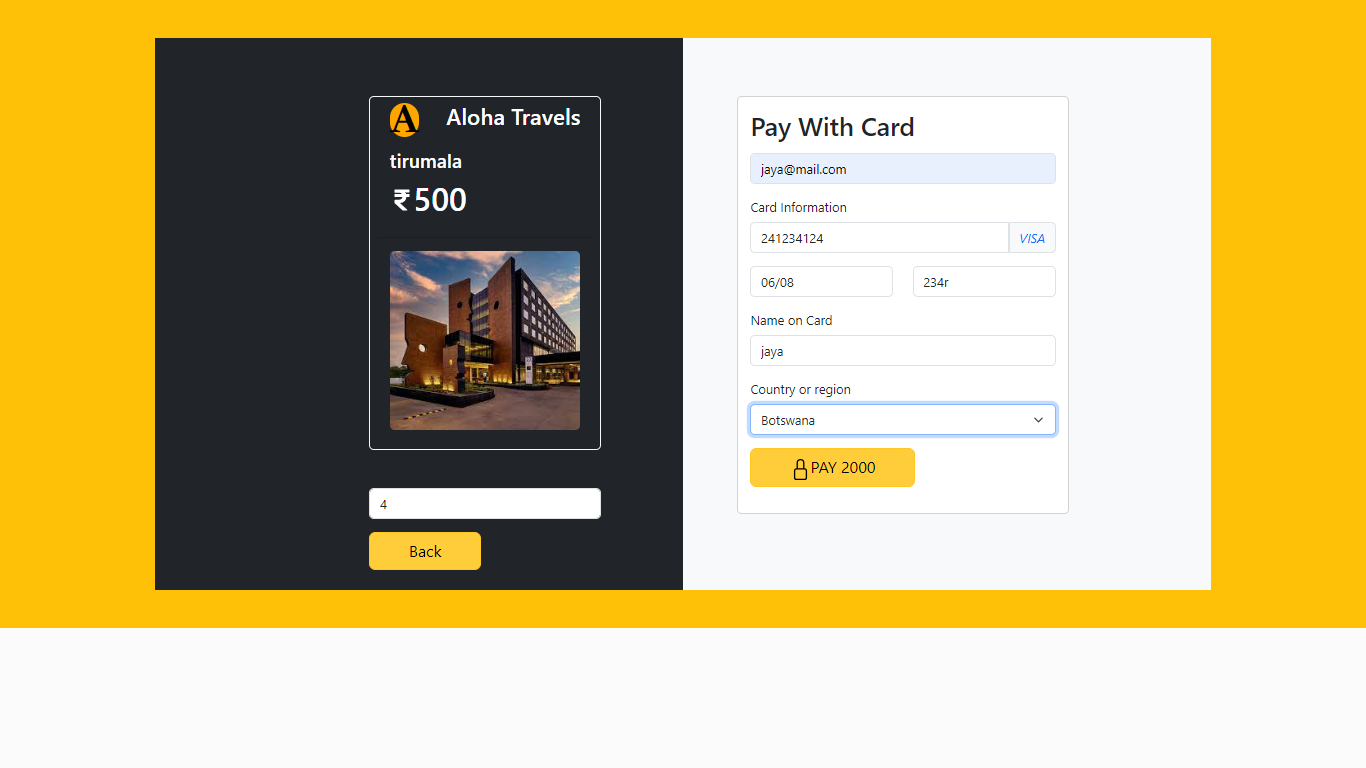 A Aloha Travels
tirumala
₹500
4
Back
Pay With Card
jaya@mail.com
Card Information
241234124 VISA
06/08 234r
Name on Card
jaya
Country or region
Botswana
PAY 2000